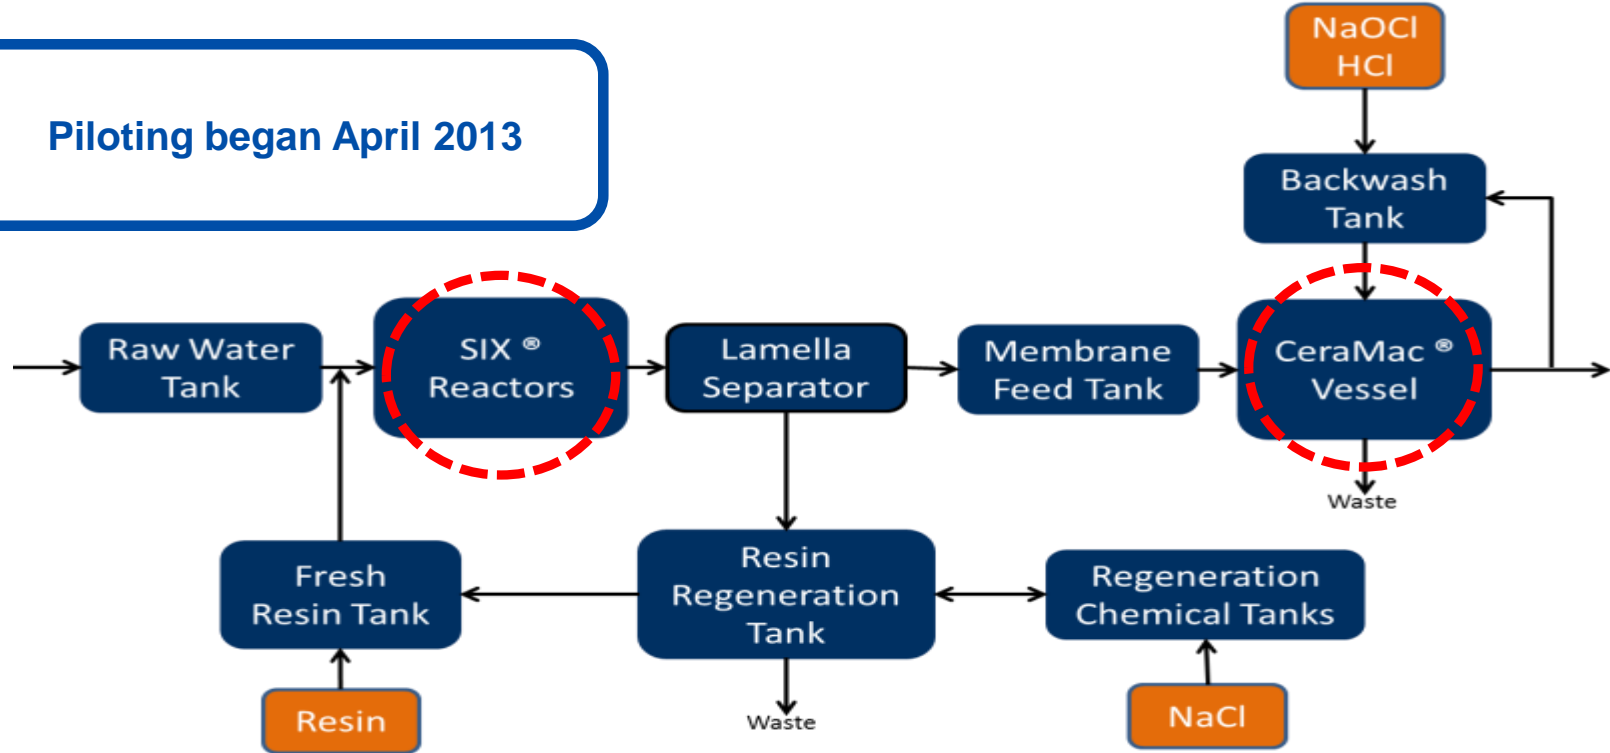 NaOCl
HCl
Piloting began April 2013
Backwash
Tank
Raw Water
Tank
SIX ®
Reactors
Lamella
Separator
Membrane
Feed Tank
CeraMac ®
Vessel
Waste
Fresh
Resin Tank
Resin
Regeneration
Tank
Regeneration
Chemical Tanks
Resin
Waste
NaCl